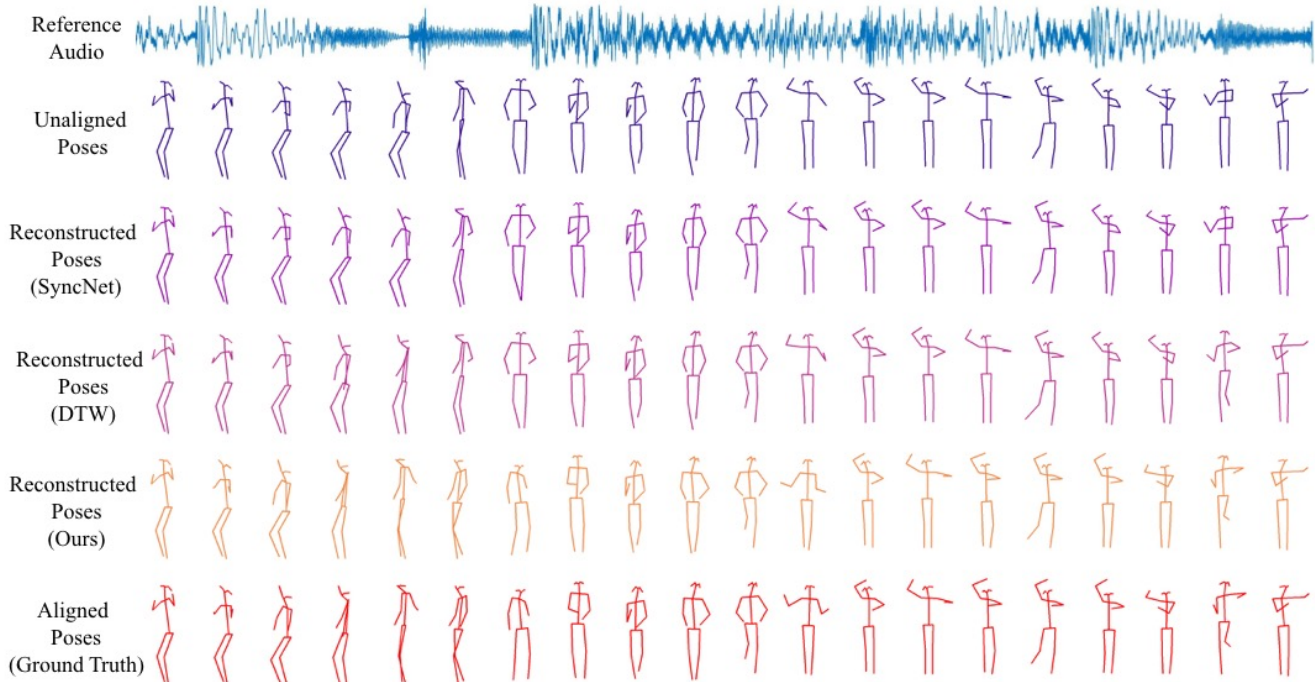 Reference
Audio
Unaligned
Poses
Reconstructed
Poses
(SyncNet)
Reconstructed
Poses
(DTW)
Reconstructed
Poses
(Ours)
Aligned
Poses
(Ground Truth)